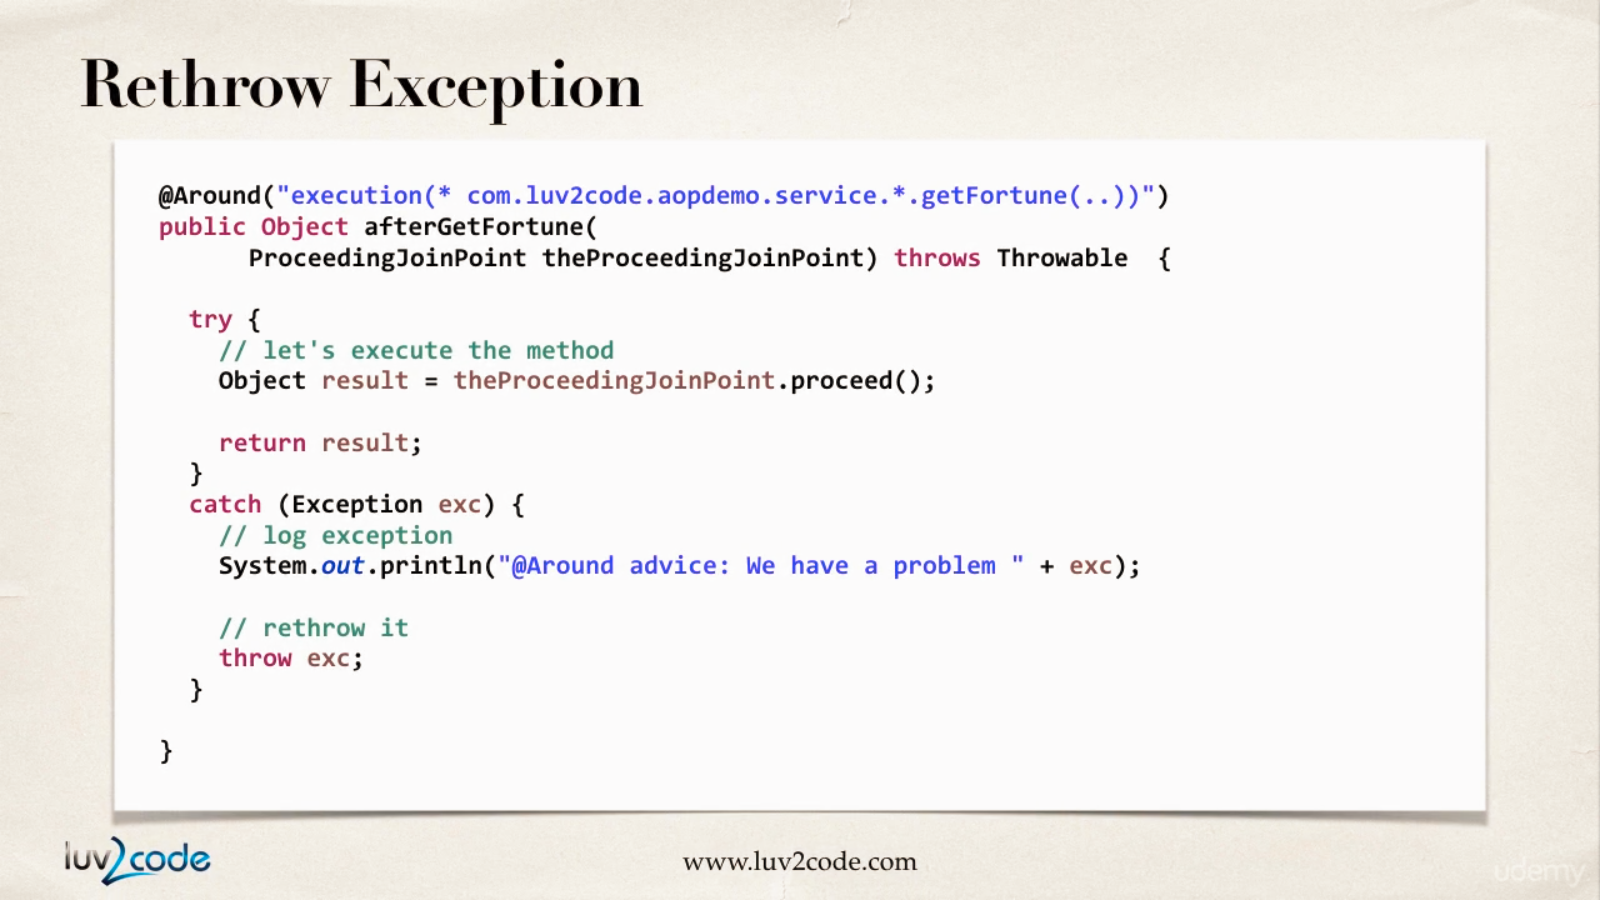 Rethrow Exception
@Around("execution(* com.luv2code.aopdemo.service.*.getFortune(..))")
public Object afterGetFortune(
ProceedingJoinPoint theProceedingJoinPoint) throws Throwable {
try {
// let's execute the method
Object result = theProceedingJoinPoint.proceed();
return result;
}
catch (Exception exc) {
// log exception
System.out.println("@Around advice: We have a problem " + exc);
// rethrow it
throw exc;
}
}
luv2code
www.luv2code.com
udemy